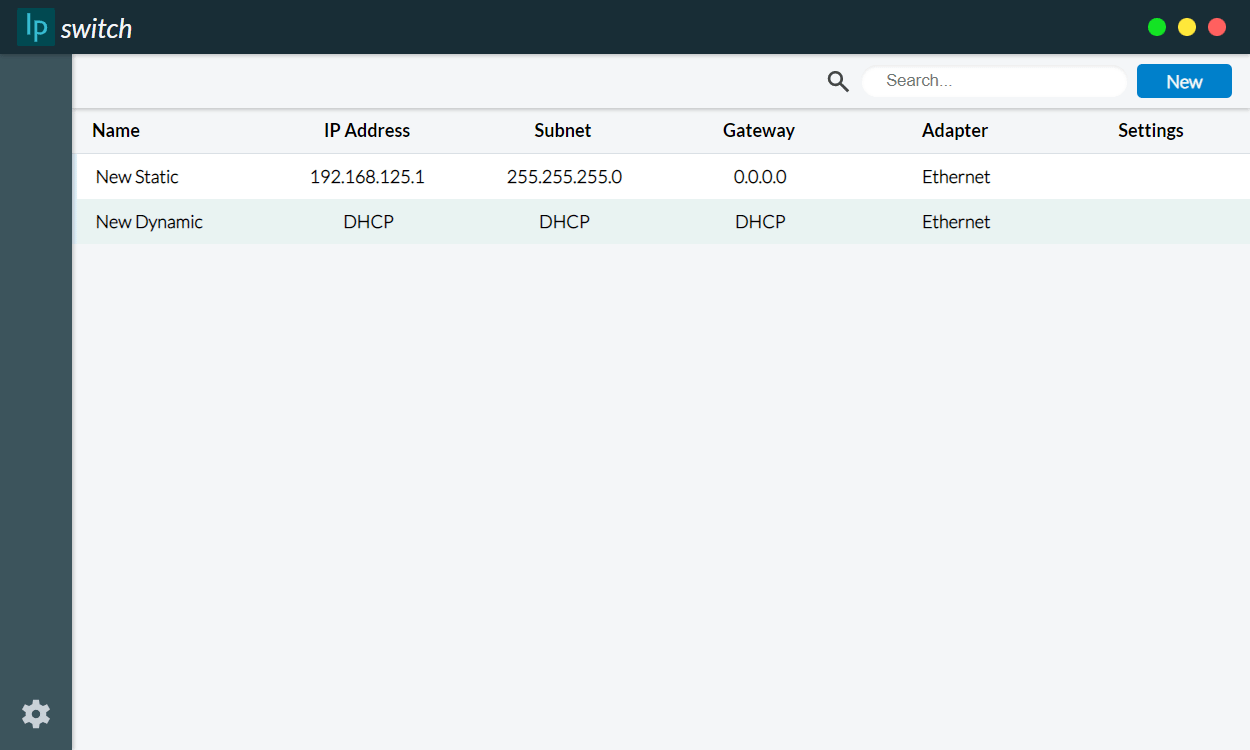 Ip switch
Search...
New
Name IP Address Subnet Gateway Adapter Settings
New Static 192.168.125.1 255.255.255.0 0.0.0.0 Ethernet
New Dynamic DHCP DHCP DHCP Ethernet